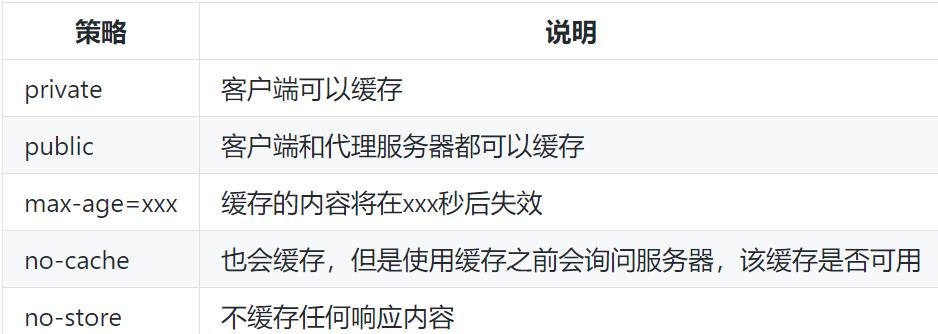 策略 说明
private 客户端可以缓存
public 客户端和代理服务器都可以缓存
max-age=xxx 缓存的内容将在xxx秒后失效
no-cache 也会缓存，但是使用缓存之前会询问服务器，该缓存是否可用
no-store 不缓存任何响应内容